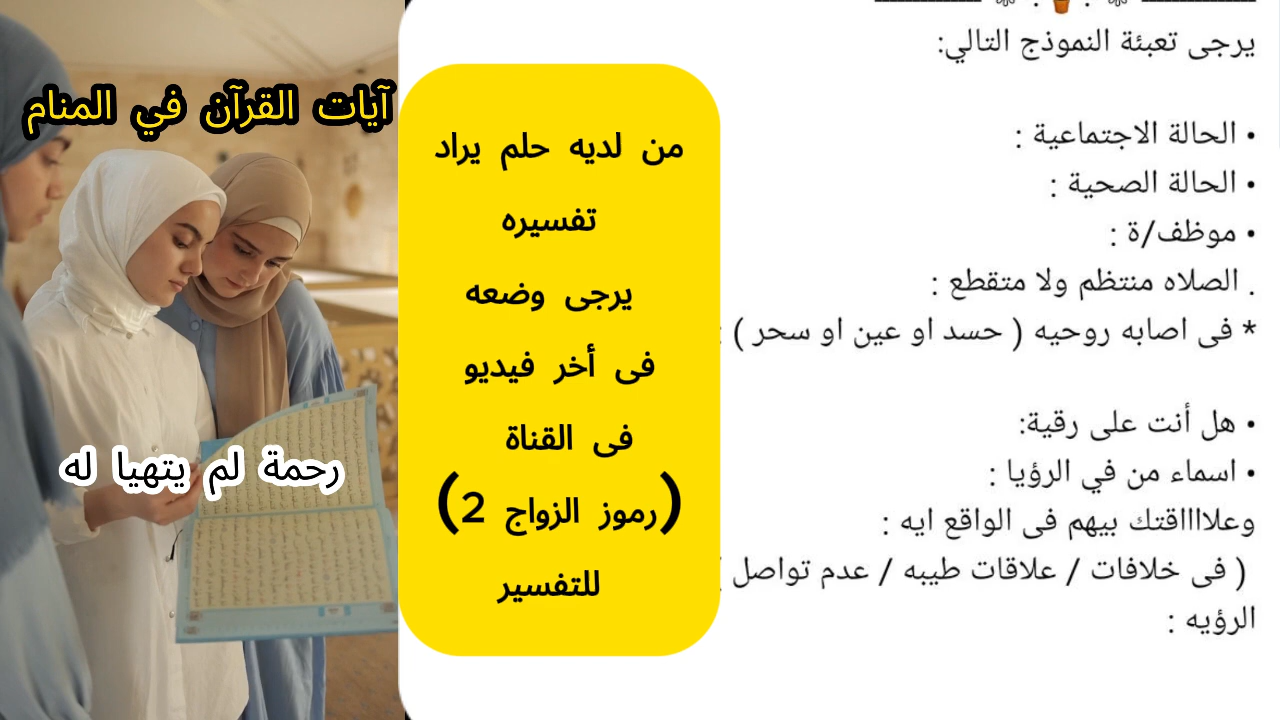 آيات القرآن في المنام
رحمة لم يتهيا له
من لديه حلم يراد
تفسيره
يرجى وضعه
فى أخر فيديو
فى القناة
(رموز الزواج 2)
للتفسير
يرجى تعبئة النموذج التالي:
• الحالة الاجتماعية :
• الحالة الصحية :
• موظف/ة :
. الصلاه منتظم ولا متقطع :
* فى اصابه روحيه ( حسد او عين او سحر ) :
• هل أنت على رقية:
• اسماء من في الرؤيا :
وعلااااقتك بيهم فى الواقع ايه :
( فى خلافات / علاقات طيبه / عدم تواصل )
الرؤيه :